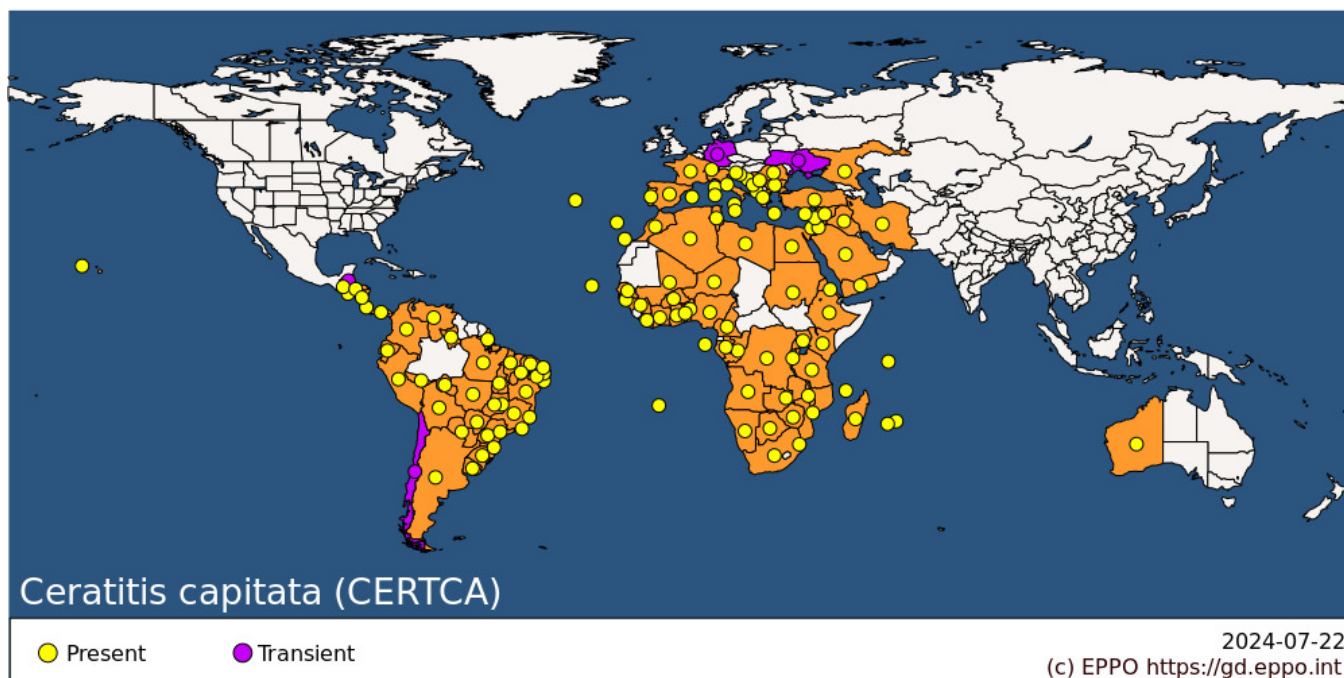 Ceratitis capitata (CERTCA)
Present
Transient
2024-07-22
(c) EPPO https://gd.eppo.int